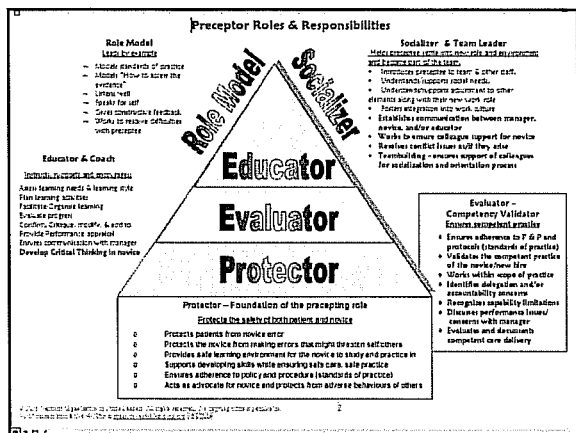 Preceptor Roles & Responsibilities
Role Model
Leads by example
Models standards of practice
Models "How to access the
evidence"
Listens well
Speaks for self
Gives constructive feedback
Works to resolve difficulties
with preceptee
Socializer & Team Leader
Helps preceptee settle into new role and environment
and become part of the team.
Introduces preceptee to team & other staff.
Understands/supports social needs.
Understands/supports adjustment to other
elements along with their new work role
Fosters integration into work culture
Establishes communication between manager,
novice, and/or educator
Works to ensure colleague support for novice
Resolves conflict issues as/if they arise
Teambuilding - ensures support of colleagues
for socialization and orientation process
Role Model
Socializer
Educator
Evaluator
Protector
Educator & Coach
Instructs, supports and encourages
Assess learning needs & learning style
Plan learning activities
Facilitate Organize learning
Evaluate progress
Confirm, Critique, modify, & add to
Provide Performance appraisal
Ensures communication with manager
Develop Critical Thinking in novice
Evaluator –
Competency Validator
Ensures competent practice
Ensures adherence to P & P and
protocols (standards of practice)
Validates the competent practice
of the novice/new hire
Works within scope of practice
Identifies delegation and/or
accountability concerns
Recognizes capability limitations
Discusses performance issues/
concerns with manager
Evaluates and documents
competent care delivery
Protector – Foundation of the precepting role
Protects the safety of both patient and novice
Protects patients from novice error
Protects the novice from making errors that might threaten self/others
Provides safe learning environment for the novice to study and practice in
Supports developing skills while ensuring safe care, safe practice
Ensures adherence to policy and procedure (standards of practice)
Acts as advocate for novice and protects from adverse behaviours of others
2